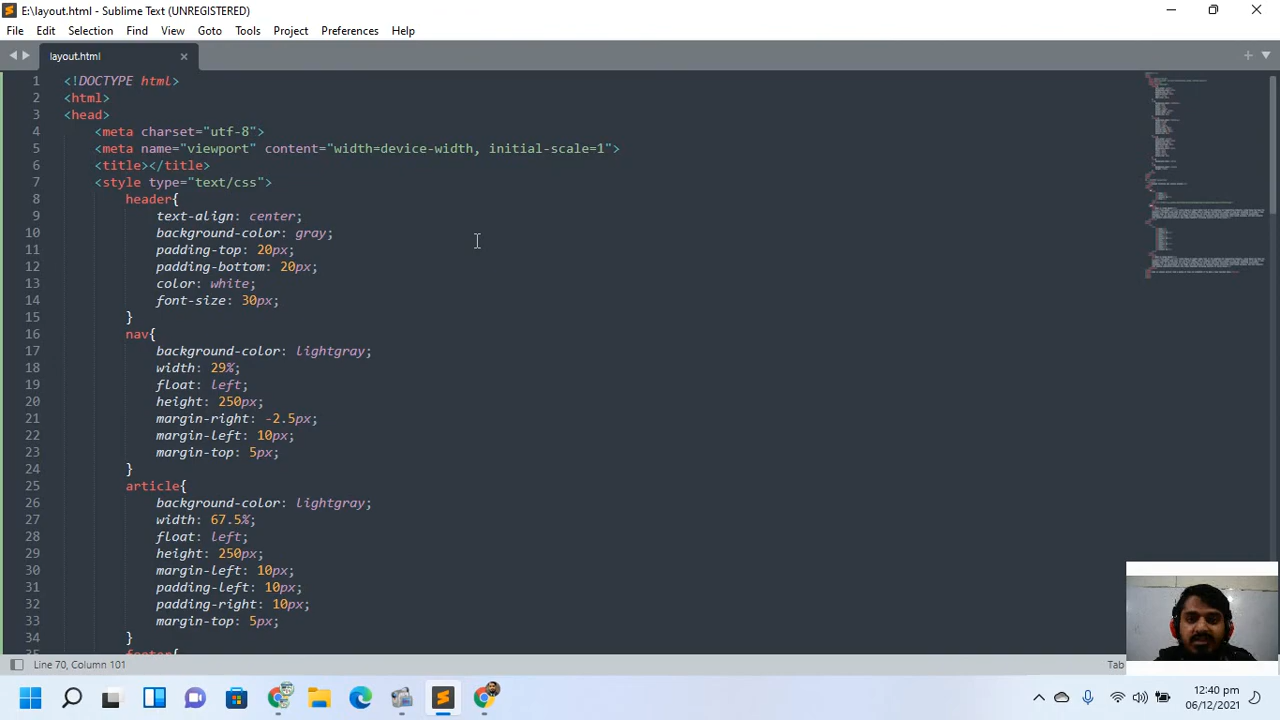 E:\layout.html - Sublime Text (UNREGISTERED)
File Edit Selection Find View Goto Tools Project Preferences Help
layout.html
1 <!DOCTYPE html>
2 <html>
3 <head>
4 <meta charset="utf-8">
5 <meta name="viewport" content="width=device-width, initial-scale=1">
6 <title></title>
7 <style type="text/css">
8 header{
9 text-align: center;
10 background-color: gray;
11 padding-top: 20px;
12 padding-bottom: 20px;
13 color: white;
14 font-size: 30px;
15 }
16 nav{
17 background-color: lightgray;
18 width: 29%;
19 float: left;
20 height: 250px;
21 margin-right: -2.5px;
22 margin-left: 10px;
23 margin-top: 5px;
24 }
25 article{
26 background-color: lightgray;
27 width: 67.5%;
28 float: left;
29 height: 250px;
30 margin-left: 10px;
31 padding-left: 10px;
32 padding-right: 10px;
33 margin-top: 5px;
34 }
35 footer{
Line 70, Column 101
Tab
12:40 pm
06/12/2021